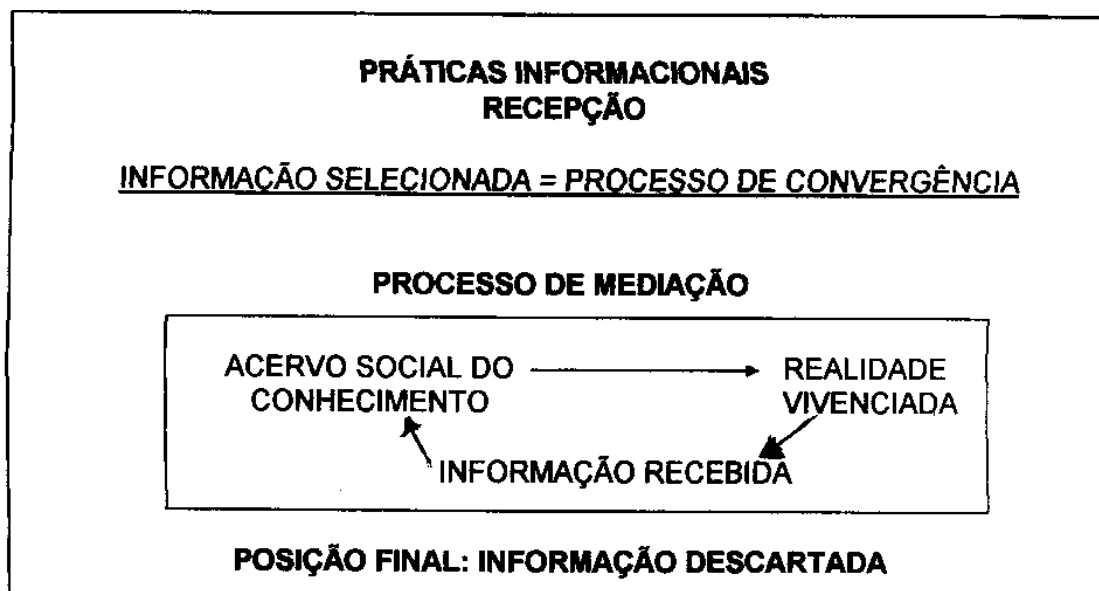 PRÁTICAS INFORMACIONAIS
RECEPÇÃO
INFORMAÇÃO SELECIONADA = PROCESSO DE CONVERGÊNCIA
PROCESSO DE MEDIAÇÃO
ACERVO SOCIAL DO
CONHECIMENTO
REALIDADE
VIVENCIADA
INFORMAÇÃO RECEBIDA
POSIÇÃO FINAL: INFORMAÇÃO DESCARTADA